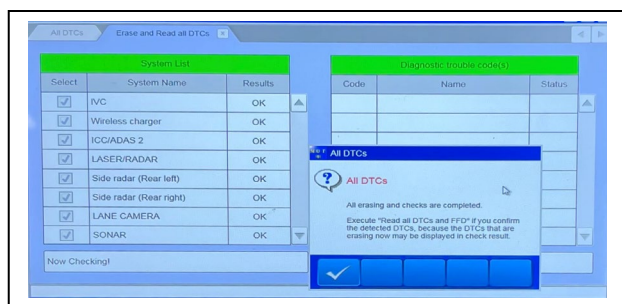 All DTCs Erase and Read all DTCs
System List Diagnostic trouble code(s)
Select System Name Results Code Name Status
IVC OK
Wireless charger OK
ICC/ADAS 2 OK
LASER/RADAR OK
Side radar (Rear left) OK
Side radar (Rear right) OK
LANE CAMERA OK
SONAR OK
Now Checking!
All DTCs
All DTCs
All erasing and checks are completed.
Execute "Read all DTCs and FFD" if you confirm
the detected DTCs, because the DTCs that are
erasing now may be displayed in check result.